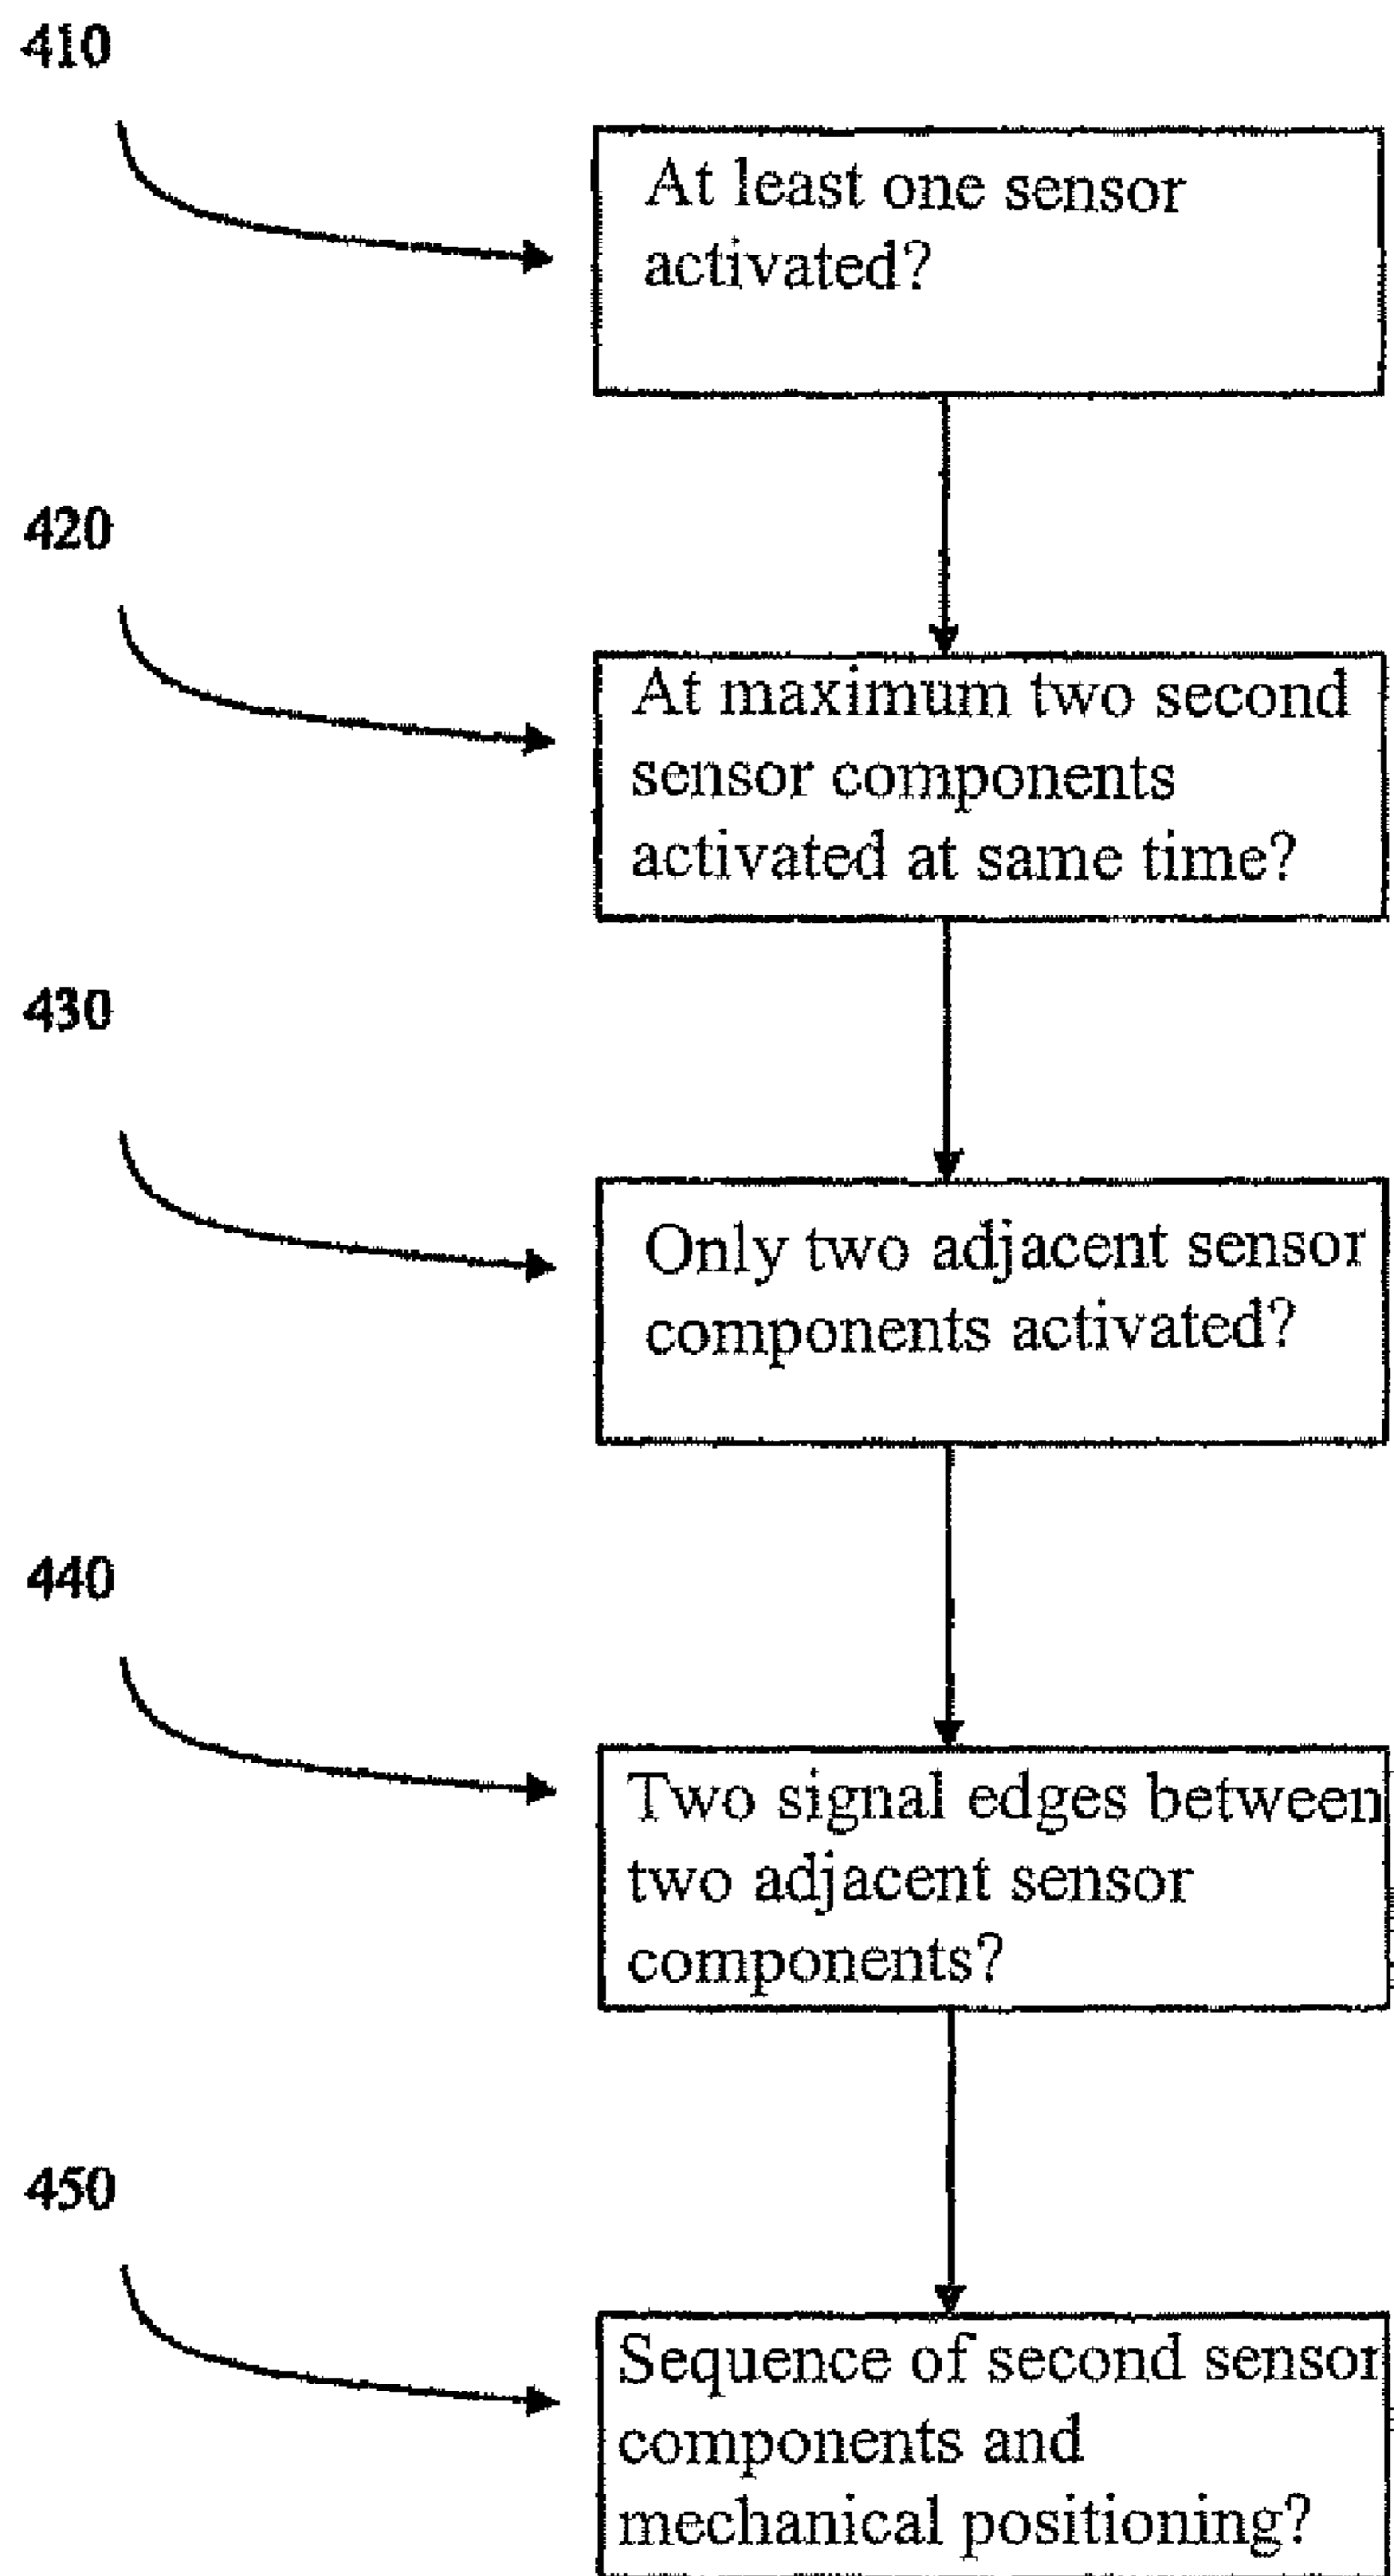 410
At least one sensor
activated?
420
At maximum two second
sensor components
activated at same time?
430
Only two adjacent sensor
components activated?
440
Two signal edges between
two adjacent sensor
components?
450
Sequence of second sensor
components and
mechanical positioning?